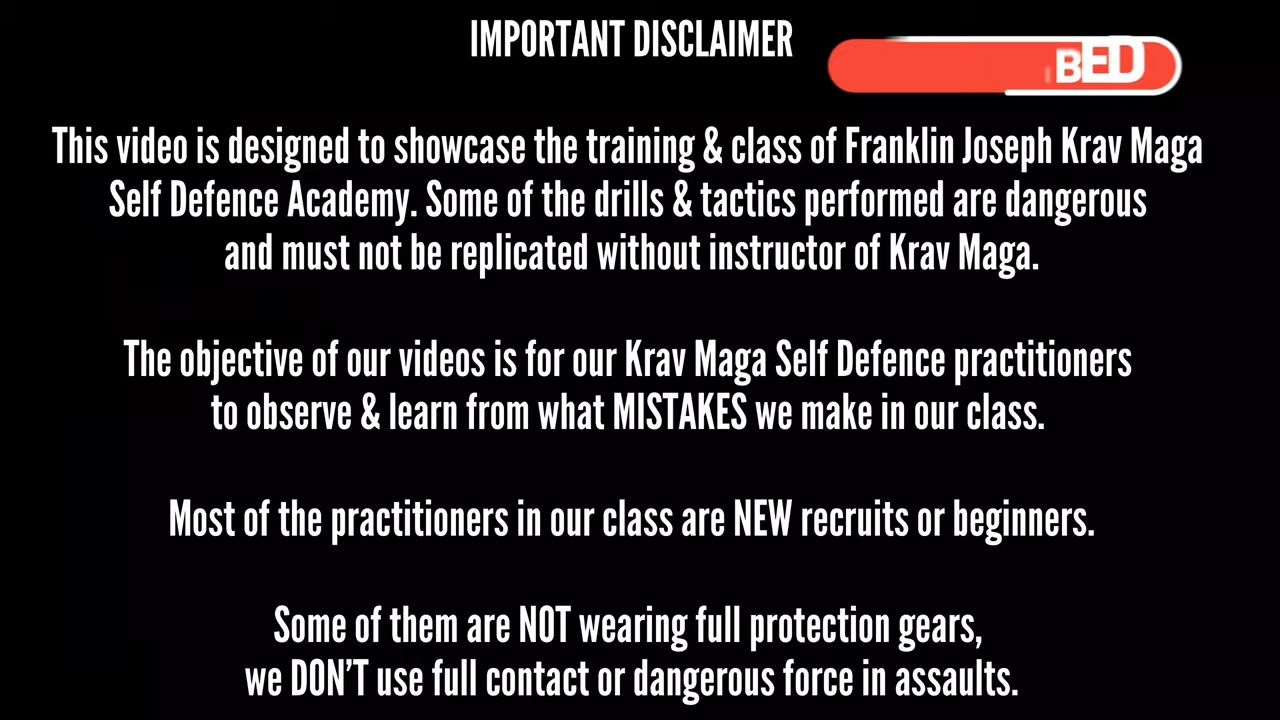 IMPORTANT DISCLAIMER
BED
This video is designed to showcase the training & class of Franklin Joseph Krav Maga
Self Defence Academy. Some of the drills & tactics performed are dangerous
and must not be replicated without instructor of Krav Maga.
The objective of our videos is for our Krav Maga Self Defence practitioners
to observe & learn from what MISTAKES we make in our class.
Most of the practitioners in our class are NEW recruits or beginners.
Some of them are NOT wearing full protection gears,
we DON'T use full contact or dangerous force in assaults.